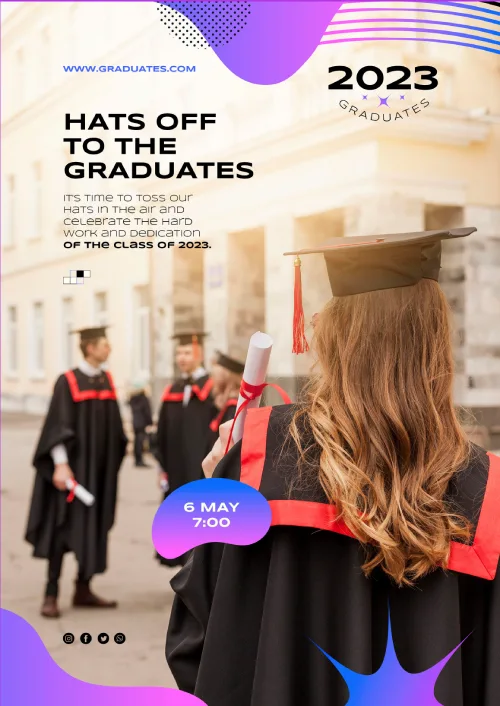 WWW.GRADUATES.COM
2023
GRADUATES
HATS OFF
TO THE
GRADUATES
IT'S TIME TO TOSS OUR
HATS IN THE AIR AND
CELEBRATE THE HARD
WORK AND DEDICATION
OF THE CLASS OF 2023.
6 MAY
7:00